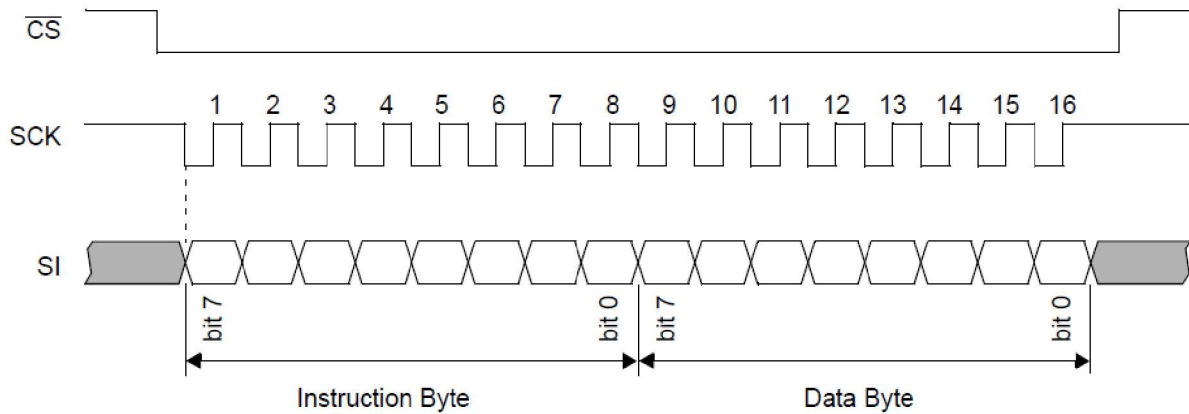 CS
1 2 3 4 5 6 7 8 9 10 11 12 13 14 15 16
SCK
SI
bit 7 bit 0 bit 7 bit 0
Instruction Byte Data Byte